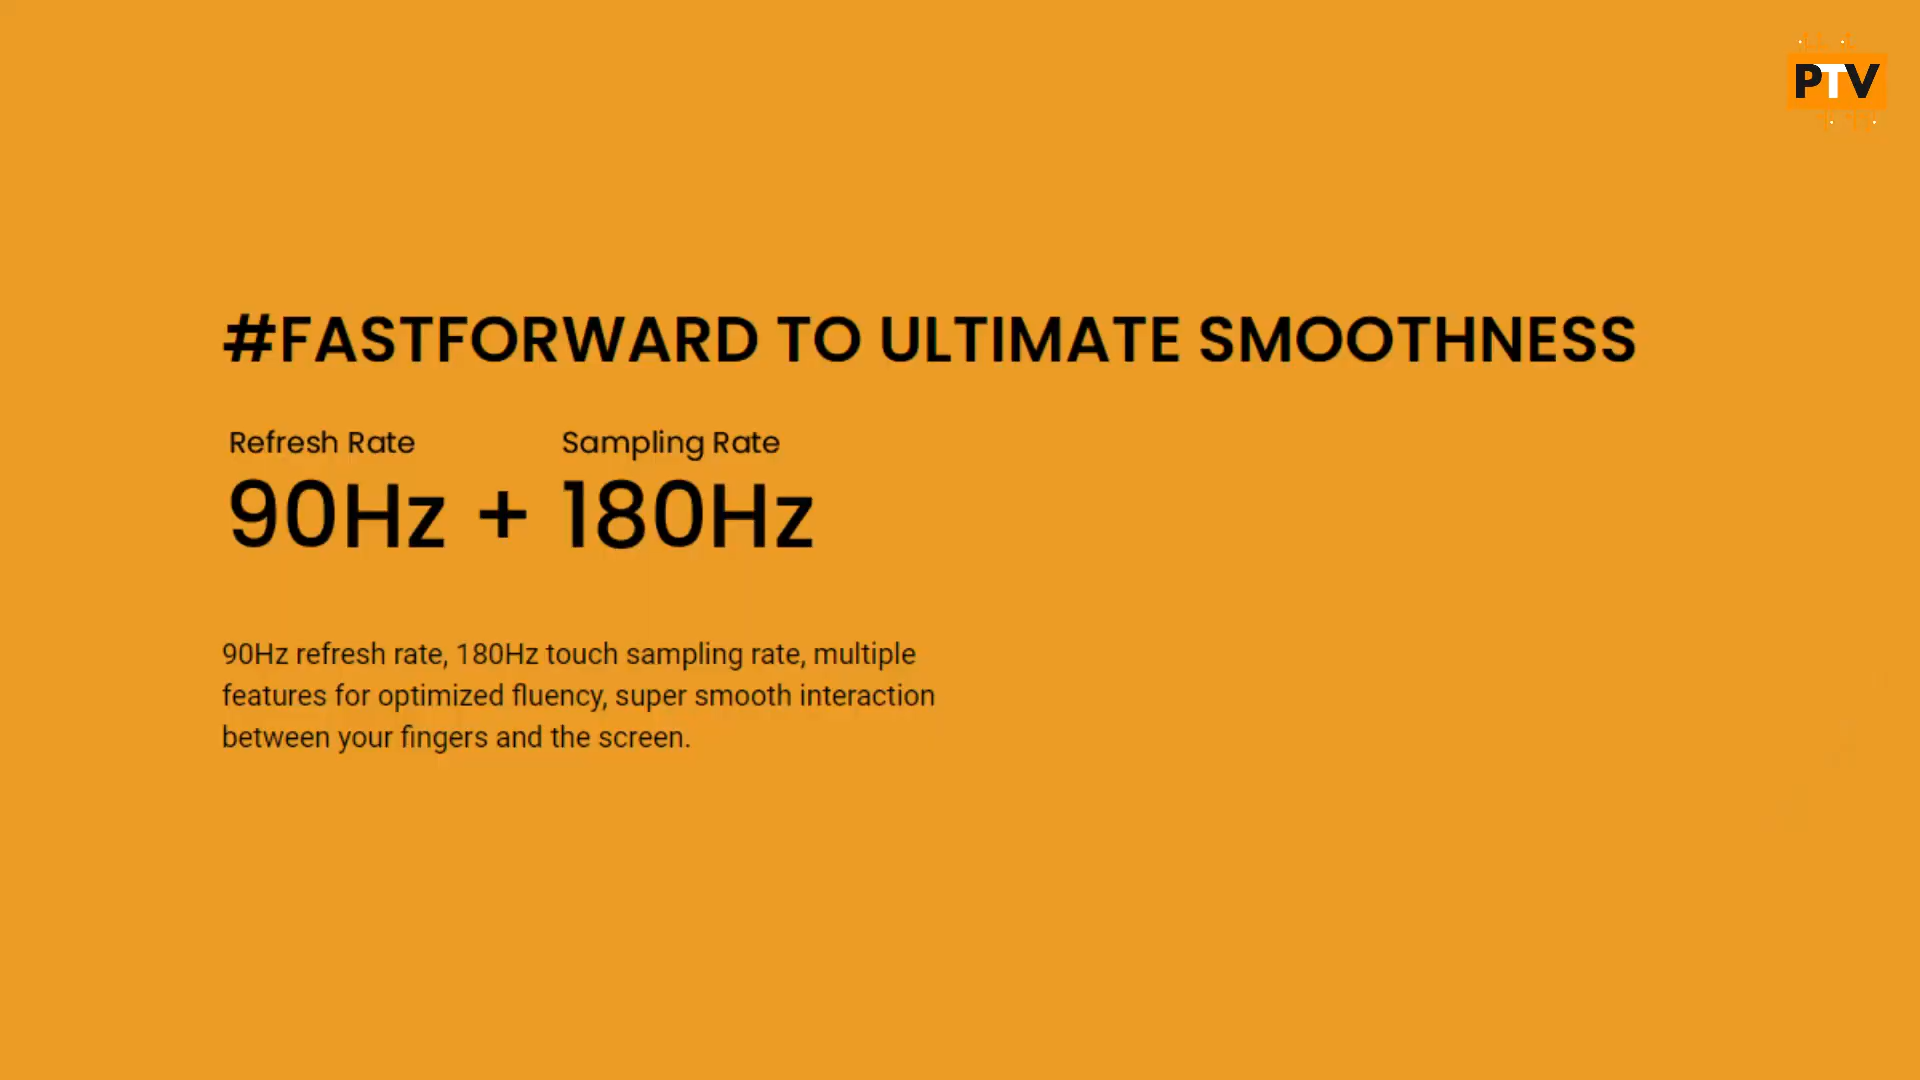 PTV
#FASTFORWARD TO ULTIMATE SMOOTHNESS
Refresh Rate Sampling Rate
90Hz + 180Hz
90Hz refresh rate, 180Hz touch sampling rate, multiple
features for optimized fluency, super smooth interaction
between your fingers and the screen.